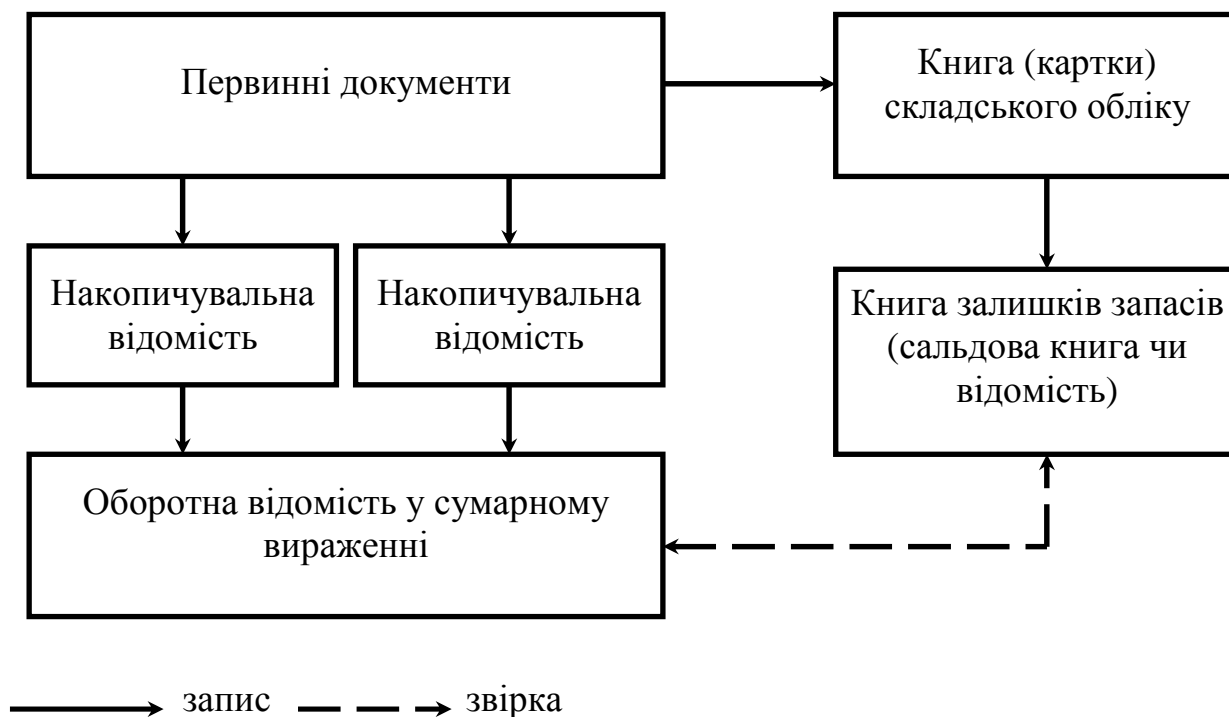 Первинні документи
Книга (картки)
складського обліку
Накопичувальна
відомість
Накопичувальна
відомість
Книга залишків запасів
(сальдова книга чи
відомість)
Оборотна відомість у сумарному
вираженні
запис
звірка